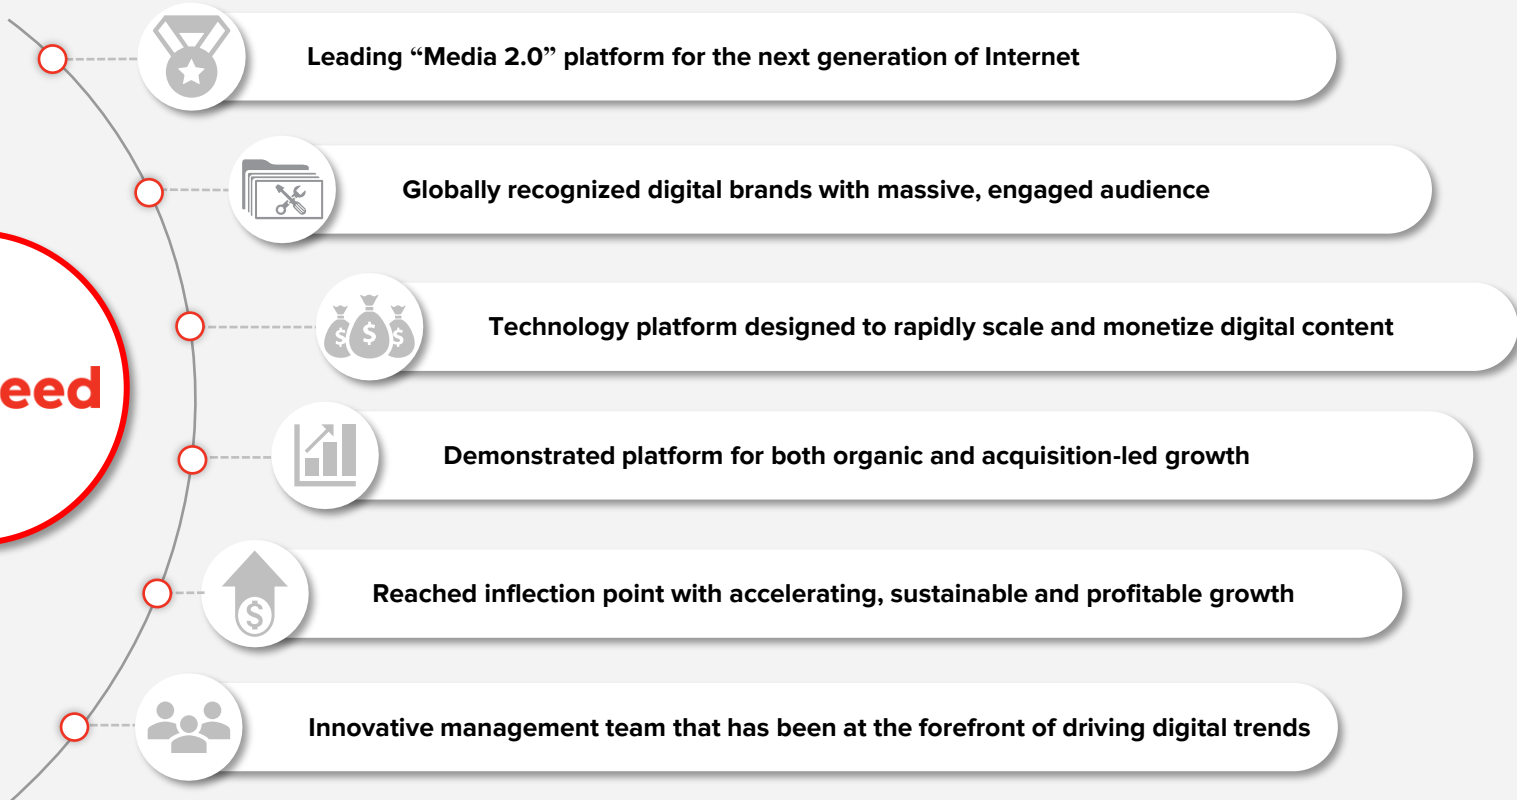 Leading “Media 2.0” platform for the next generation of Internet
Globally recognized digital brands with massive, engaged audience
Technology platform designed to rapidly scale and monetize digital content
eed
Demonstrated platform for both organic and acquisition-led growth
Reached inflection point with accelerating, sustainable and profitable growth
Innovative management team that has been at the forefront of driving digital trends